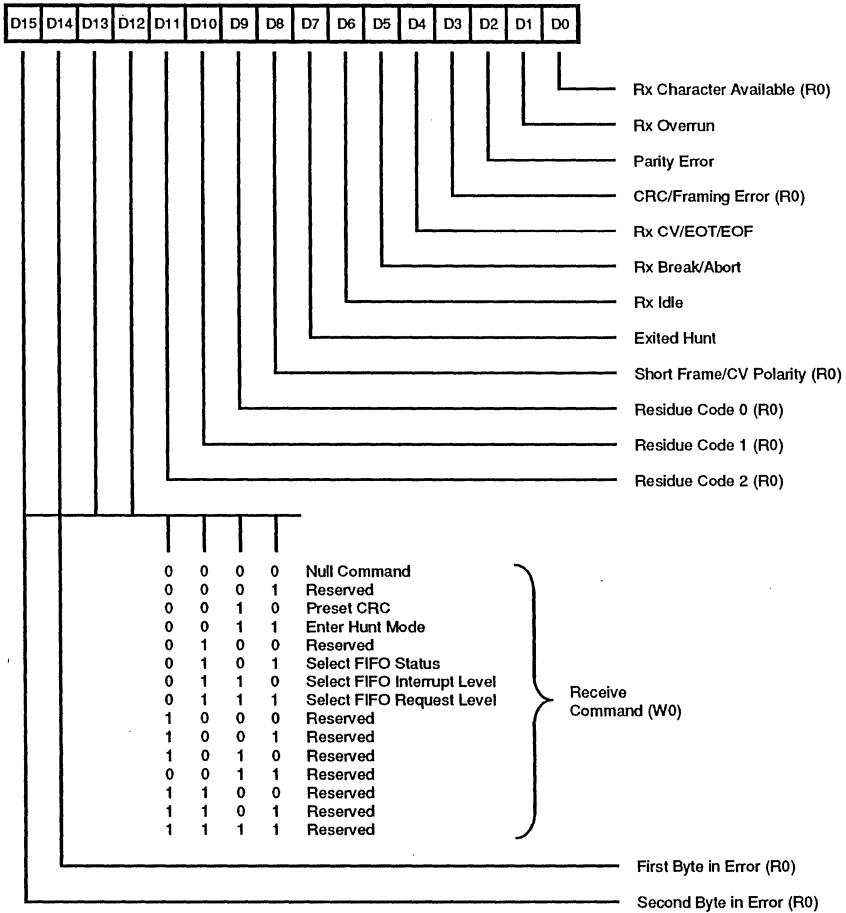 D15 D14 D13 D12 D11 D10 D9 D8 D7 D6 D5 D4 D3 D2 D1 D0
Rx Character Available (R0)
Rx Overrun
Parity Error
CRC/Framing Error (R0)
Rx CV/EOT/EOF
Rx Break/Abort
Rx Idle
Exited Hunt
Short Frame/CV Polarity (R0)
Residue Code 0 (R0)
Residue Code 1 (R0)
Residue Code 2 (R0)
0 0 0 0 Null Command
0 0 0 1 Reserved
0 0 1 0 Preset CRC
0 0 1 1 Enter Hunt Mode
0 1 0 0 Reserved
0 1 0 1 Select FIFO Status
0 1 1 0 Select FIFO Interrupt Level
0 1 1 1 Select FIFO Request Level
1 0 0 0 Reserved
1 0 0 1 Reserved
1 0 1 0 Reserved
0 0 1 1 Reserved
1 1 0 0 Reserved
1 1 0 1 Reserved
1 1 1 1 Reserved
Receive
Command (W0)
First Byte in Error (R0)
Second Byte in Error (R0)